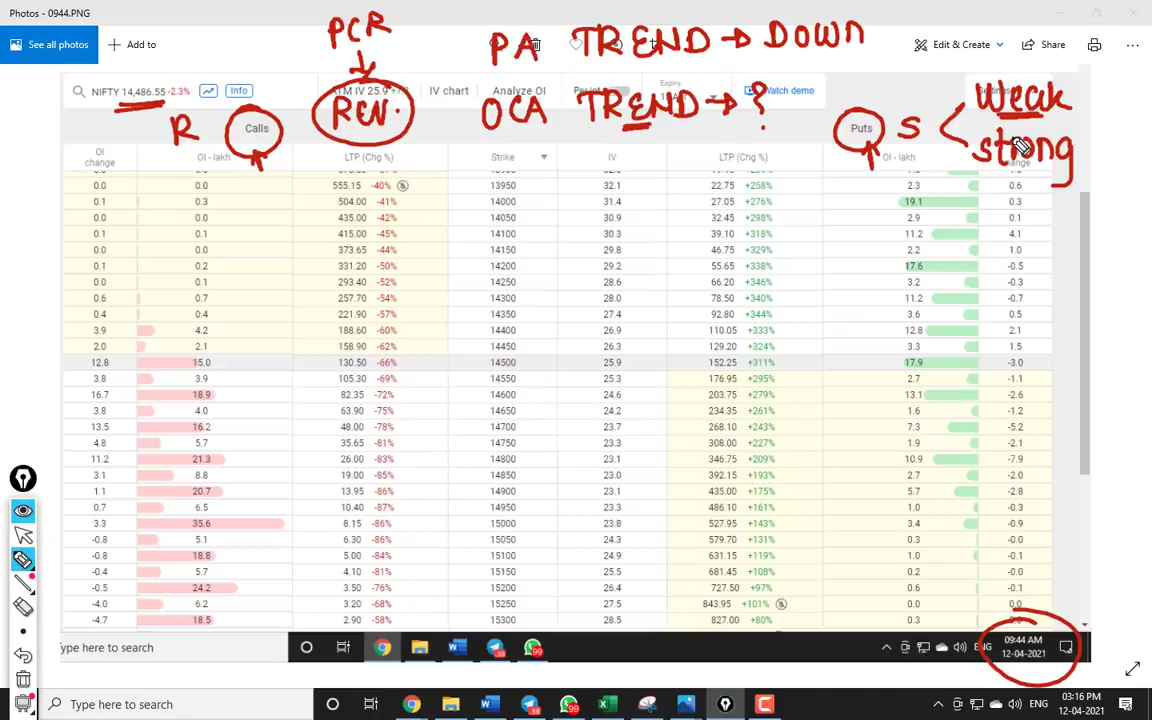 Photos - 0944.PNG
See all photos
Add to
Edit & Create
Share
PCR
PA TREND → DOWN
NIFTY 14,486.55 -2.3%
Info
ATM IV 25.9
IV chart
Analyze OI
Expiry
Watch demo
REV.
OCA TREND → ?
Weak
R
Calls
Puts
S
strong
OI change
OI - lakh
LTP (Chg %)
Strike
IV
LTP (Chg %)
OI - lakh
0.0 0.0 555.15 -40% 13950 32.1 22.75 +258% 2.3 0.6
0.1 0.3 504.00 -41% 14000 31.4 27.05 +276% 19.1 0.3
0.0 0.0 435.00 -42% 14050 30.9 32.45 +298% 2.9 0.1
0.1 0.1 415.00 -45% 14100 30.3 39.10 +318% 11.2 4.1
0.0 0.0 373.65 -44% 14150 29.8 46.75 +329% 2.2 1.0
0.1 0.2 331.20 -50% 14200 29.2 55.65 +338% 17.6 -0.5
0.0 0.1 293.40 -52% 14250 28.6 66.20 +346% 3.2 -0.3
0.6 0.7 257.70 -54% 14300 28.0 78.50 +340% 11.2 -0.7
0.4 0.4 221.90 -57% 14350 27.4 92.80 +344% 3.6 0.5
3.9 4.2 188.60 -60% 14400 26.9 110.05 +333% 12.8 2.1
2.0 2.1 158.90 -62% 14450 26.3 129.20 +324% 3.3 1.5
12.8 15.0 130.50 -66% 14500 25.9 152.25 +311% 17.9 -3.0
3.8 3.9 105.30 -69% 14550 25.3 176.95 +295% 2.7 -1.1
16.7 18.9 82.35 -72% 14600 24.6 203.75 +279% 13.1 -2.6
3.8 4.0 63.90 -75% 14650 24.2 234.35 +261% 1.6 -1.2
13.5 16.2 48.00 -78% 14700 23.7 268.10 +243% 7.3 -5.2
4.8 5.7 35.65 -81% 14750 23.3 308.00 +227% 1.9 -2.1
11.2 21.3 26.00 -83% 14800 23.1 346.75 +209% 10.9 -7.9
3.1 8.8 19.00 -85% 14850 23.0 392.15 +193% 2.7 -2.0
1.1 20.7 13.95 -86% 14900 23.1 435.00 +175% 5.7 -2.8
0.7 6.5 10.40 -87% 14950 23.3 486.10 +161% 1.6 -0.3
3.3 35.6 8.15 -86% 15000 23.8 527.95 +143% 3.4 -0.9
-0.8 5.1 6.30 -86% 15050 24.3 579.70 +131% 0.3 -0.0
-0.8 18.8 5.00 -84% 15100 24.9 631.15 +119% 1.0 -0.1
-0.4 5.7 4.10 -81% 15150 25.5 681.45 +108% 0.2 -0.0
-0.5 24.2 3.50 -76% 15200 26.4 727.50 +97% 0.6 -0.1
-4.0 6.2 3.20 -68% 15250 27.5 843.95 +101% 0.0 0.0
-4.7 18.5 2.90 -58% 15300 28.5 827.00 +80% 0.3
ype here to search
ENG
09:44 AM
12-04-2021
Type here to search
ENG
03:16 PM
12-04-2021